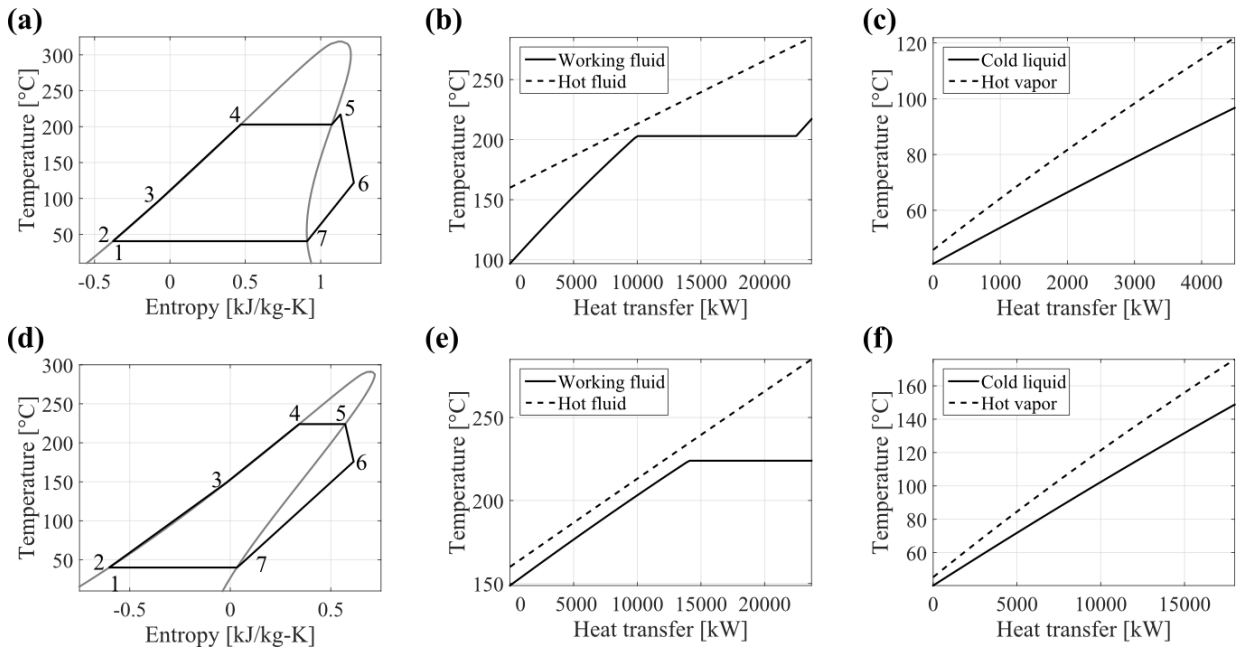 (a)
Temperature [°C]
300
250
200
150
100
50
-0.5
0
0.5
1
Entropy [kJ/kg-K]
1
2
3
4
5
6
7
(b)
Temperature [°C]
250
200
150
100
0
5000
10000
15000
20000
Heat transfer [kW]
Working fluid
Hot fluid
(c)
Temperature [°C]
120
100
80
60
0
1000
2000
3000
4000
Heat transfer [kW]
Cold liquid
Hot vapor
(d)
Temperature [°C]
300
250
200
150
100
50
-0.5
0
0.5
Entropy [kJ/kg-K]
1
2
3
4
5
6
7
(e)
Temperature [°C]
250
200
150
0
5000
10000
15000
20000
Heat transfer [kW]
Working fluid
Hot fluid
(f)
Temperature [°C]
160
140
120
100
80
60
0
5000
10000
15000
Heat transfer [kW]
Cold liquid
Hot vapor